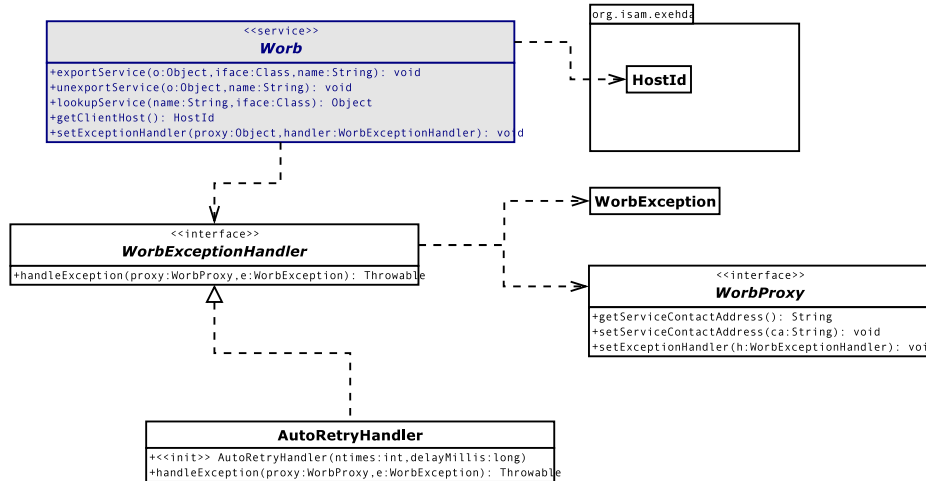 <<service>>
Worb
+exportService(o:Object,iface:Class,name:String): void
+unexportService(o:Object,name:String): void
+lookupService(name:String,iface:Class): Object
+getClientHost(): HostId
+setExceptionHandler(proxy:Object,handler:WorbExceptionHandler): void
org.isam.exehda
HostId
<<interface>>
WorbExceptionHandler
+handleException(proxy:WorbProxy,e:WorbException): Throwable
WorbException
<<interface>>
WorbProxy
+getServiceContactAddress(): String
+setServiceContactAddress(ca:String): void
+setExceptionHandler(h:WorbExceptionHandler): voi
AutoRetryHandler
+<<init>> AutoRetryHandler(ntimes:int,delayMillis:long)
+handleException(proxy:WorbProxy,e:WorbException): Throwable